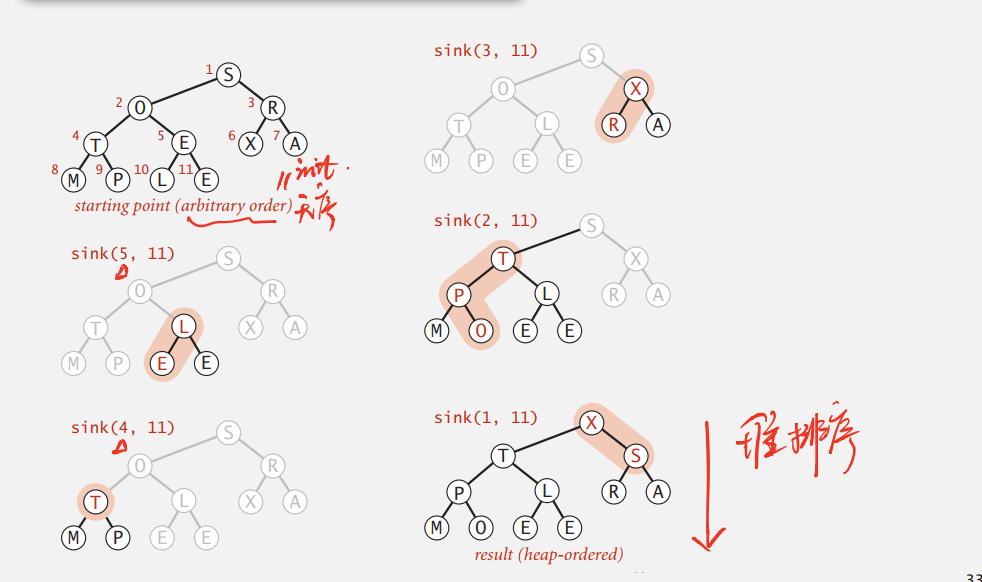 1 S
2 O 3 R
4 T 5 E 6 X 7 A
8 M 9 P 10 L 11 E
starting point (arbitrary order)
// init.
无序
sink(5, 11)
S
O R
T L X A
M P E E
sink(4, 11)
S
O R
T L X A
M P E E
sink(3, 11)
S
O X
T L R A
M P E E
sink(2, 11)
S
T X
P L R A
M O E E
sink(1, 11)
X
T S
P L R A
M O E E
result (heap-ordered)
堆排序
33